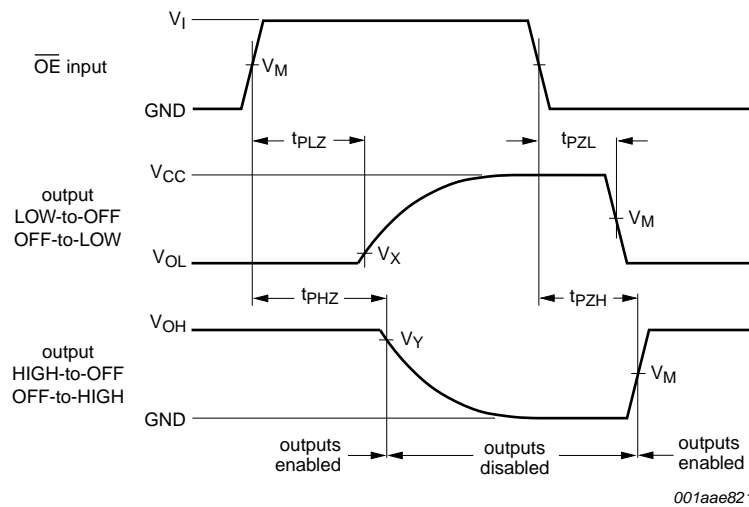 V_I
OE input
V_M
GND
t_PLZ
t_PZL
V_CC
output
LOW-to-OFF
OFF-to-LOW
V_M
V_X
V_OL
t_PHZ
t_PZH
V_OH
V_Y
output
HIGH-to-OFF
OFF-to-HIGH
V_M
GND
outputs
enabled
outputs
disabled
outputs
enabled
001aae821